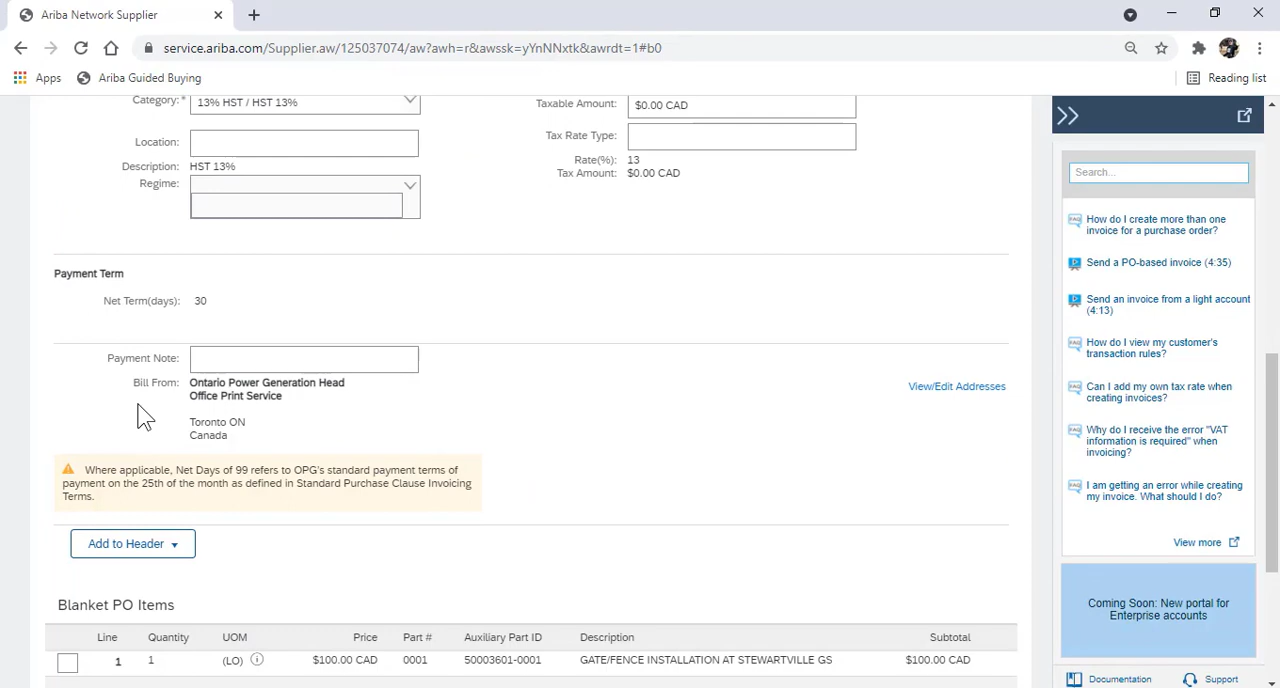 Ariba Network Supplier
service.ariba.com/Supplier.aw/125037074/aw?awh=r&awssk=yYnNNxtk&awrdt=1#b0
Apps Ariba Guided Buying Reading list
Category:* 13% HST / HST 13%
Taxable Amount: $0.00 CAD
Location:
Tax Rate Type:
Description: HST 13%
Rate(%): 13
Regime:
Tax Amount: $0.00 CAD
Payment Term
Net Term(days): 30
Payment Note:
Bill From: Ontario Power Generation Head
Office Print Service
View/Edit Addresses
Toronto ON
Canada
Where applicable, Net Days of 99 refers to OPG's standard payment terms of
payment on the 25th of the month as defined in Standard Purchase Clause Invoicing
Terms.
Add to Header
Blanket PO Items
Line Quantity UOM Price Part # Auxiliary Part ID Description Subtotal
1 1 (LO) $100.00 CAD 0001 50003601-0001 GATE/FENCE INSTALLATION AT STEWARTVILLE GS $100.00 CAD
Search...
How do I create more than one
invoice for a purchase order?
Send a PO-based invoice (4:35)
Send an invoice from a light account
(4:13)
How do I view my customer's
transaction rules?
Can I add my own tax rate when
creating invoices?
Why do I receive the error "VAT
information is required" when
invoicing?
I am getting an error while creating
my invoice. What should I do?
View more
Coming Soon: New portal for
Enterprise accounts
Documentation Support